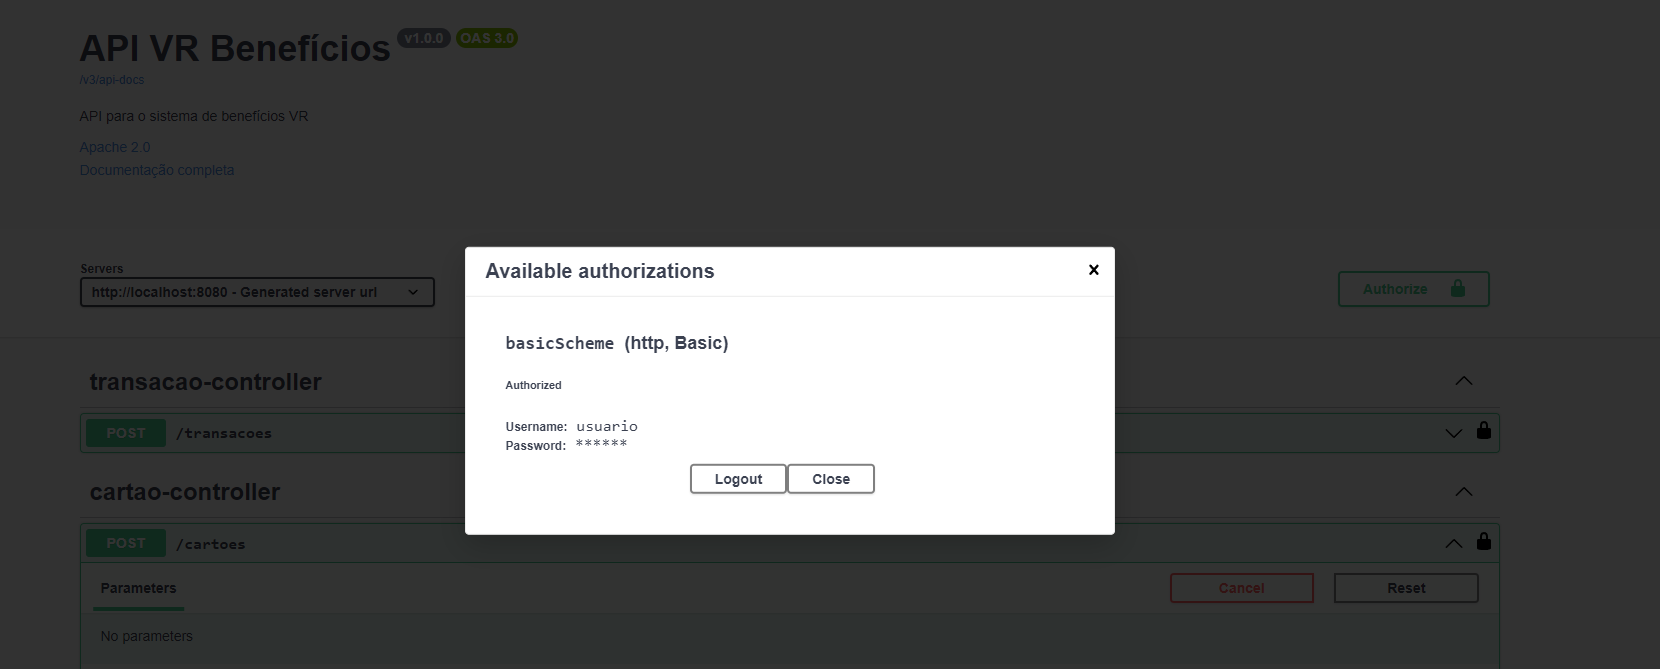 API VR Benefícios v1.0.0 OAS 3.0
/v3/api-docs
API para o sistema de benefícios VR
Apache 2.0
Documentação completa
Servers
http://localhost:8080 - Generated server url
Authorize
Available authorizations
basicScheme (http, Basic)
Authorized
Username: usuario
Password: ******
Logout Close
transacao-controller
POST /transacoes
cartao-controller
POST /cartoes
Parameters Cancel Reset
No parameters